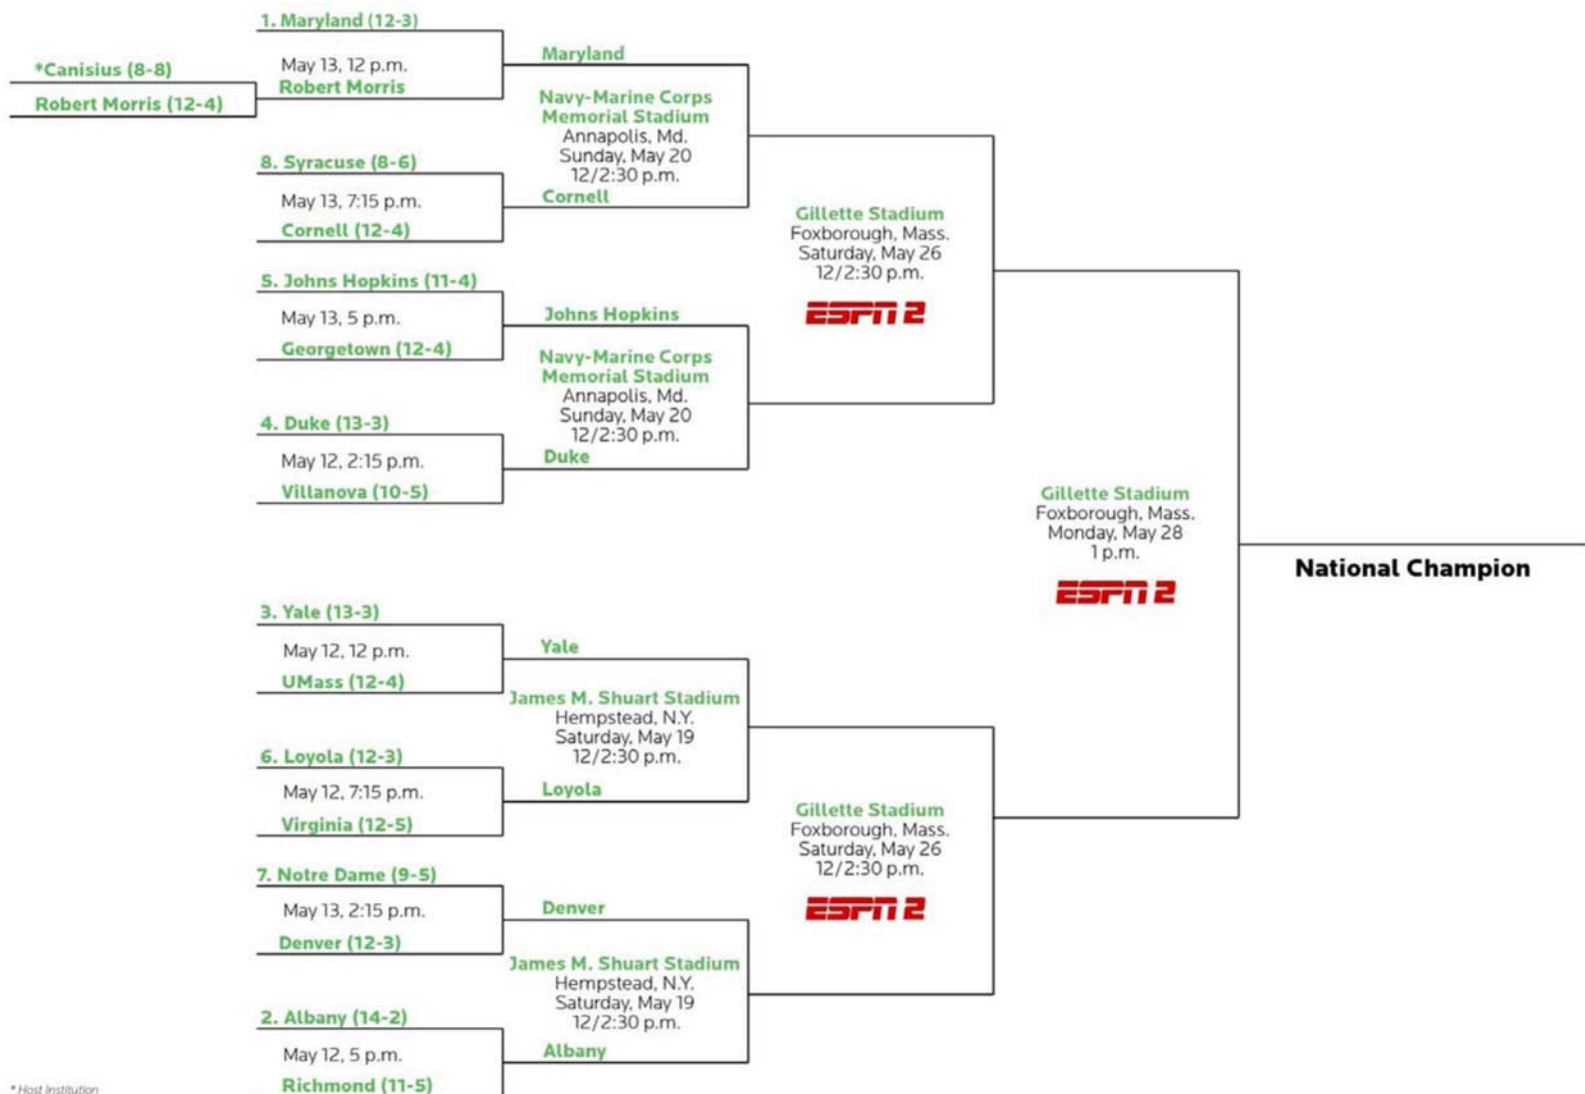 *Canisius (8-8)
Robert Morris (12-4)
1. Maryland (12-3)
May 13, 12 p.m.
Robert Morris
8. Syracuse (8-6)
May 13, 7:15 p.m.
Cornell (12-4)
5. Johns Hopkins (11-4)
May 13, 5 p.m.
Georgetown (12-4)
4. Duke (13-3)
May 12, 2:15 p.m.
Villanova (10-5)
3. Yale (13-3)
May 12, 12 p.m.
UMass (12-4)
6. Loyola (12-3)
May 12, 7:15 p.m.
Virginia (12-5)
7. Notre Dame (9-5)
May 13, 2:15 p.m.
Denver (12-3)
2. Albany (14-2)
May 12, 5 p.m.
Richmond (11-5)
Maryland
Navy-Marine Corps
Memorial Stadium
Annapolis, Md.
Sunday, May 20
12/2:30 p.m.
Cornell
Johns Hopkins
Navy-Marine Corps
Memorial Stadium
Annapolis, Md.
Sunday, May 20
12/2:30 p.m.
Duke
Yale
James M. Shuart Stadium
Hempstead, N.Y.
Saturday, May 19
12/2:30 p.m.
Loyola
Denver
James M. Shuart Stadium
Hempstead, N.Y.
Saturday, May 19
12/2:30 p.m.
Albany
Gillette Stadium
Foxborough, Mass.
Saturday, May 26
12/2:30 p.m.
ESPN 2
Gillette Stadium
Foxborough, Mass.
Saturday, May 26
12/2:30 p.m.
ESPN 2
Gillette Stadium
Foxborough, Mass.
Monday, May 28
1 p.m.
ESPN 2
National Champion
* Host Institution